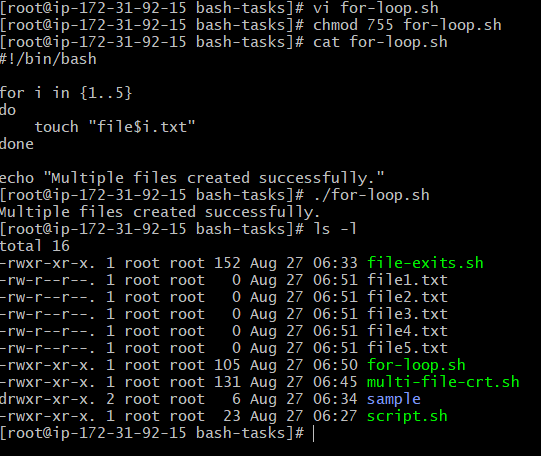 [root@ip-172-31-92-15 bash-tasks]# vi for-loop.sh
[root@ip-172-31-92-15 bash-tasks]# chmod 755 for-loop.sh
[root@ip-172-31-92-15 bash-tasks]# cat for-loop.sh
#!/bin/bash

for i in {1..5}
do
    touch "file$i.txt"
done

echo "Multiple files created successfully."
[root@ip-172-31-92-15 bash-tasks]# ./for-loop.sh
Multiple files created successfully.
[root@ip-172-31-92-15 bash-tasks]# ls -l
total 16
-rwxr-xr-x. 1 root root 152 Aug 27 06:33 file-exits.sh
-rw-r--r--. 1 root root   0 Aug 27 06:51 file1.txt
-rw-r--r--. 1 root root   0 Aug 27 06:51 file2.txt
-rw-r--r--. 1 root root   0 Aug 27 06:51 file3.txt
-rw-r--r--. 1 root root   0 Aug 27 06:51 file4.txt
-rw-r--r--. 1 root root   0 Aug 27 06:51 file5.txt
-rwxr-xr-x. 1 root root 105 Aug 27 06:50 for-loop.sh
-rwxr-xr-x. 1 root root 131 Aug 27 06:45 multi-file-crt.sh
drwxr-xr-x. 2 root root   6 Aug 27 06:34 sample
-rwxr-xr-x. 1 root root  23 Aug 27 06:27 script.sh
[root@ip-172-31-92-15 bash-tasks]#